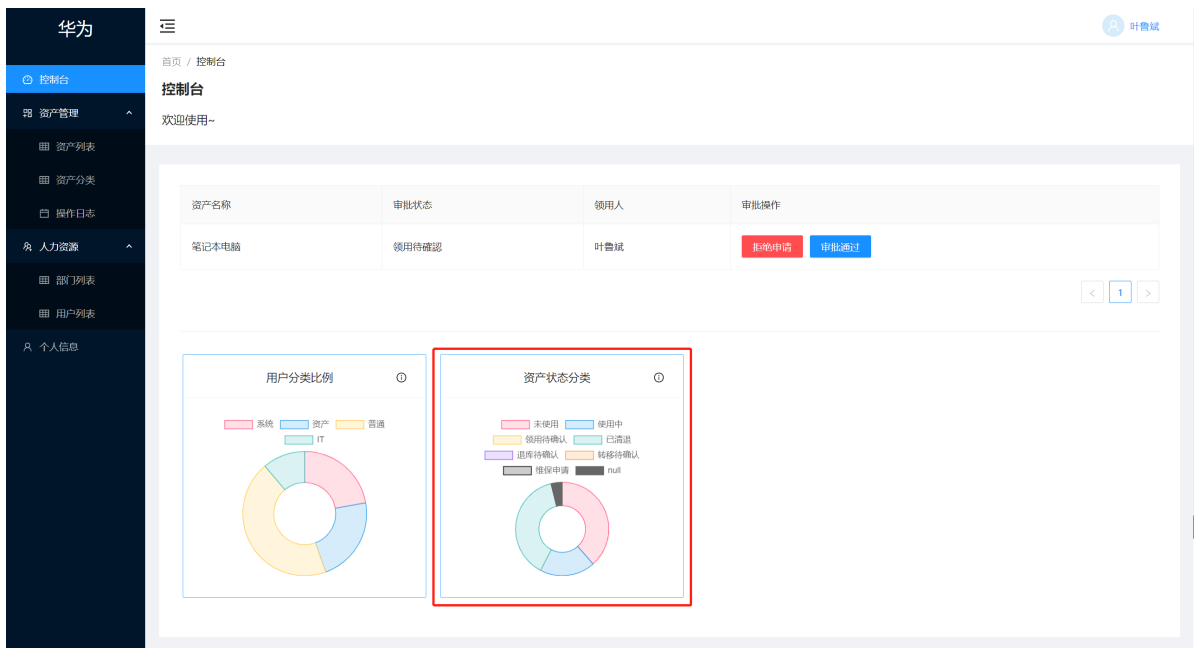 华为
叶鲁斌
首页 / 控制台
控制台
控制台
欢迎使用~
资产管理
资产列表
资产分类
操作日志
人力资源
部门列表
用户列表
个人信息
资产名称 审批状态 领用人 审批操作
笔记本电脑 领用待确認 叶鲁斌 拒绝申请 审批通过
< 1 >
用户分类比例
系统 资产 普通
IT
资产状态分类
未使用 使用中
领用待确认 已清退
退库待确认 转移待确认
维保申请 null